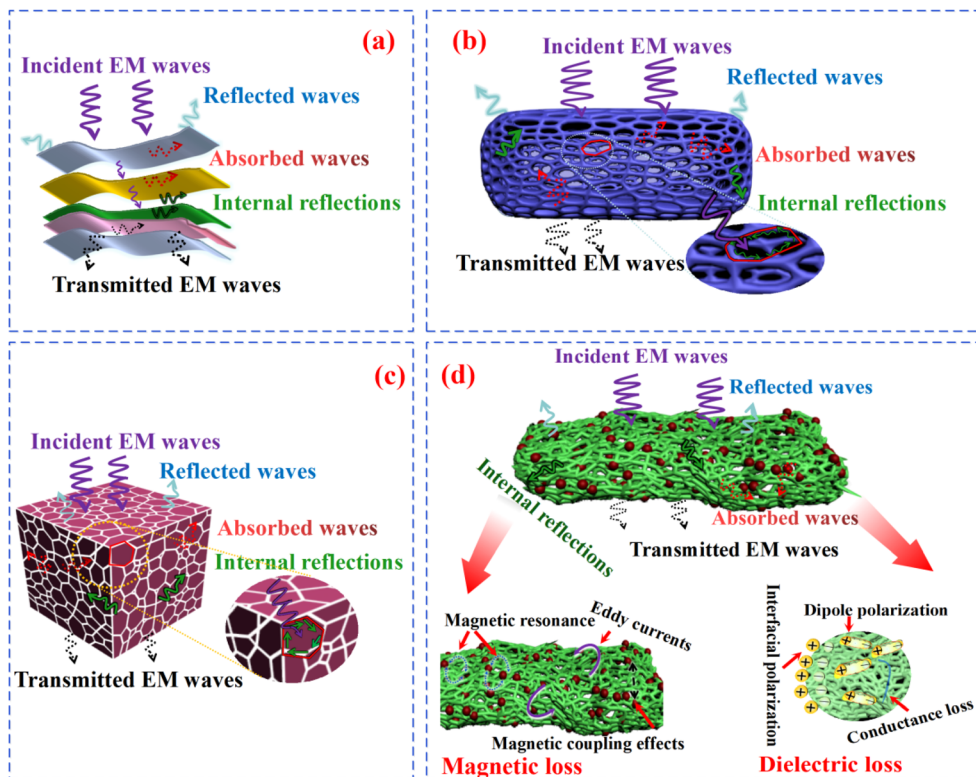 (a)
Incident EM waves
Reflected waves
Absorbed waves
Internal reflections
Transmitted EM waves
(b)
Incident EM waves
Reflected waves
Absorbed waves
Internal reflections
Transmitted EM waves
(c)
Incident EM waves
Reflected waves
Absorbed waves
Internal reflections
Transmitted EM waves
(d)
Incident EM waves
Reflected waves
Internal reflections
Absorbed waves
Transmitted EM waves
Magnetic resonance
Eddy currents
Magnetic coupling effects
Magnetic loss
Interfacial polarization
Dipole polarization
Conductance loss
Dielectric loss